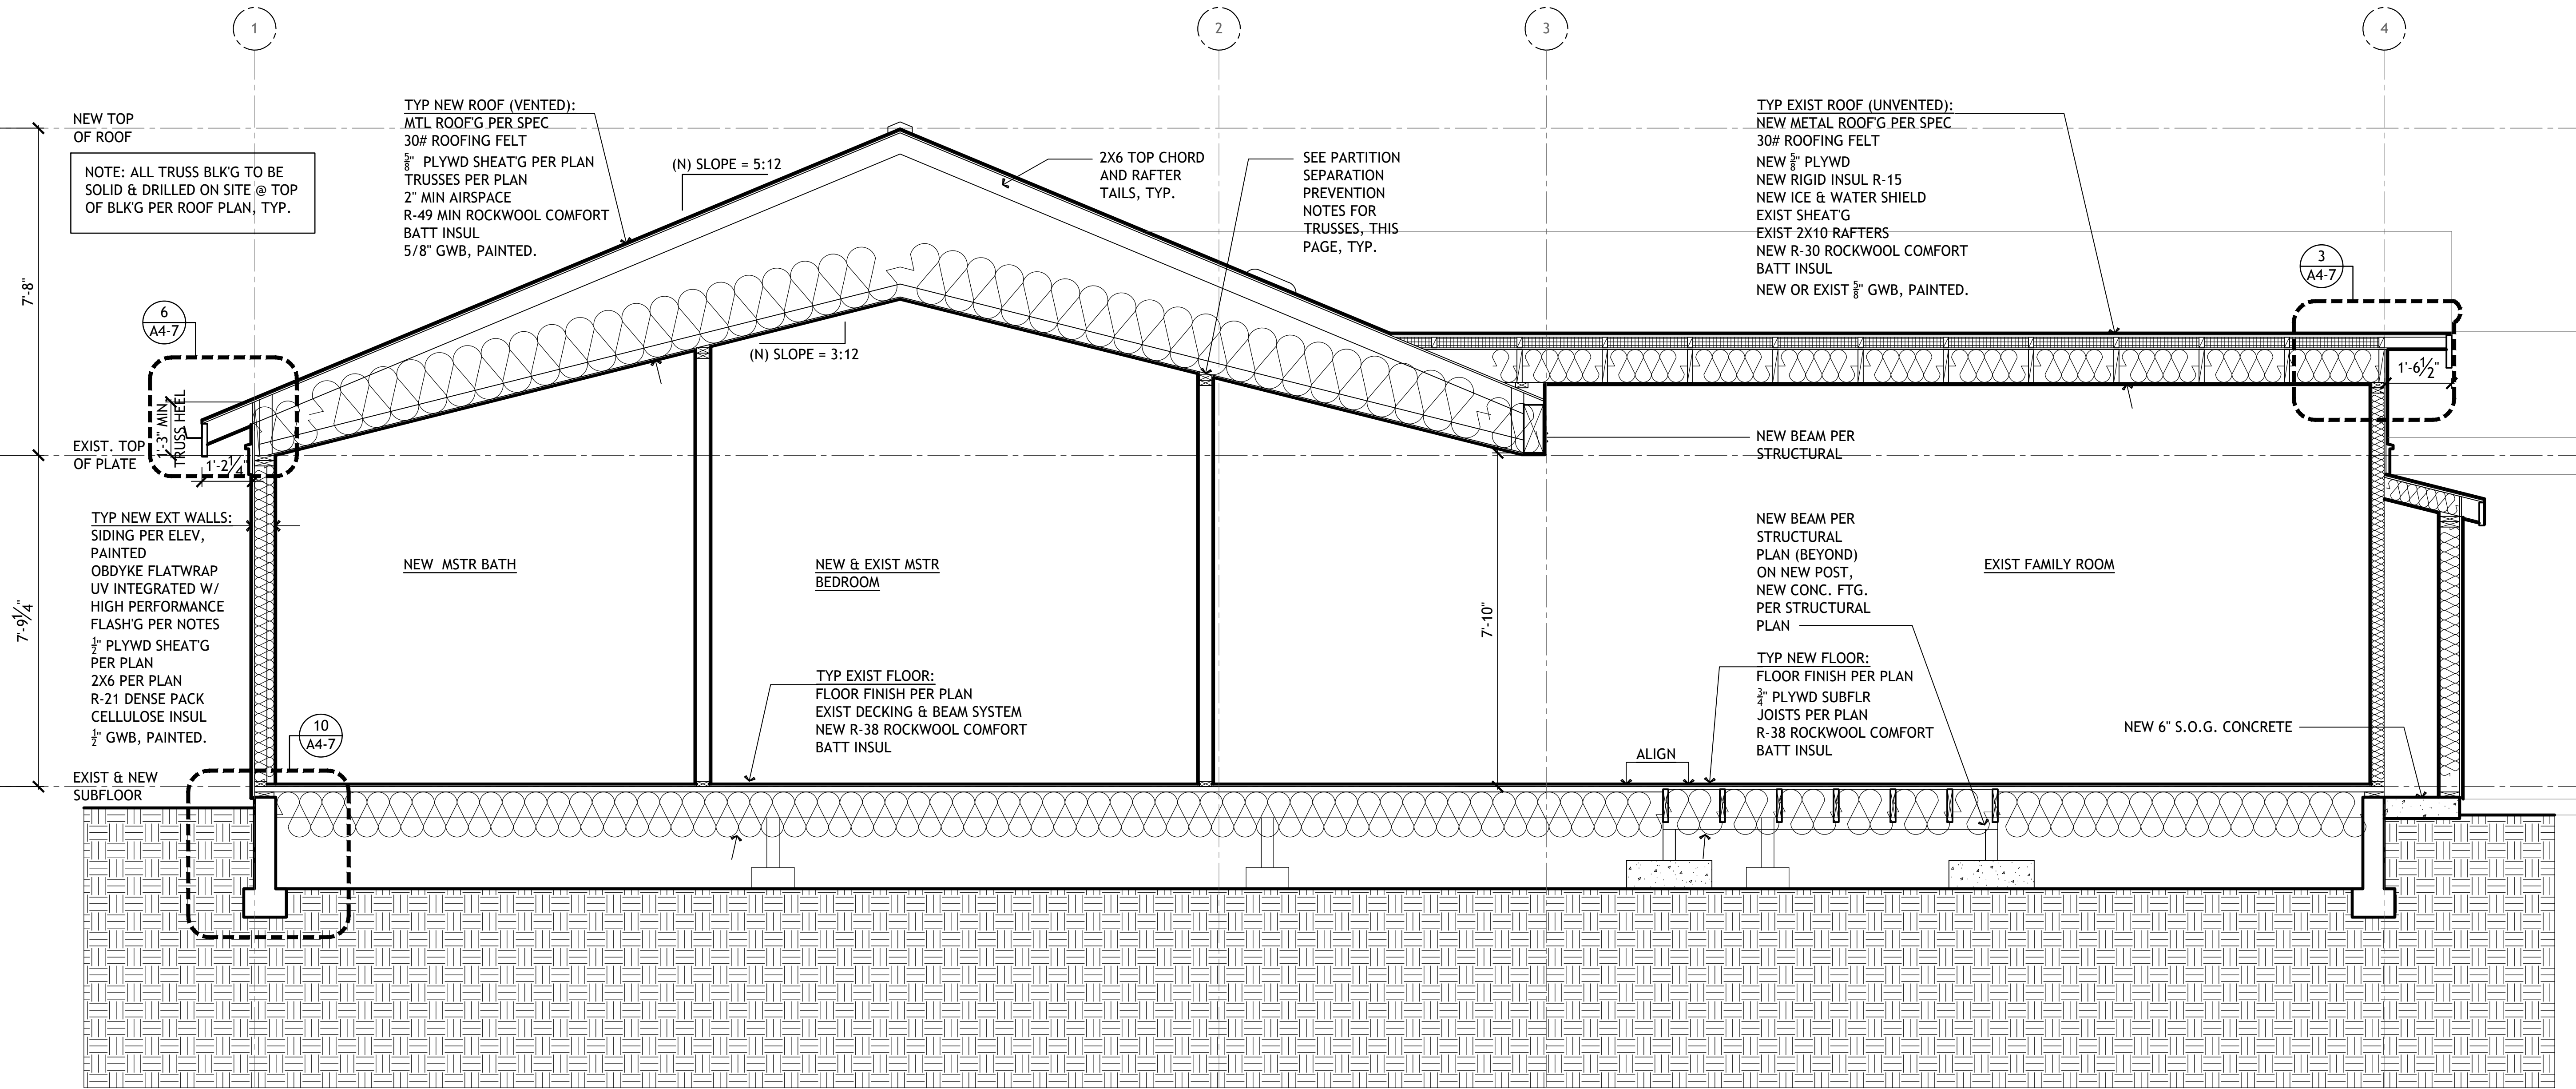 1
2
3
4
NEW TOP
OF ROOF
NOTE: ALL TRUSS BLK'G TO BE
SOLID & DRILLED ON SITE @ TOP
OF BLK'G PER ROOF PLAN, TYP.
TYP NEW ROOF (VENTED):
MTL ROOF'G PER SPEC
30# ROOFING FELT
5/8" PLYWD SHEAT'G PER PLAN
TRUSSES PER PLAN
2" MIN AIRSPACE
R-49 MIN ROCKWOOL COMFORT
BATT INSUL
5/8" GWB, PAINTED.
(N) SLOPE = 5:12
2X6 TOP CHORD
AND RAFTER
TAILS, TYP.
SEE PARTITION
SEPARATION
PREVENTION
NOTES FOR
TRUSSES, THIS
PAGE, TYP.
TYP EXIST ROOF (UNVENTED):
NEW METAL ROOF'G PER SPEC
30# ROOFING FELT
NEW 5/8" PLYWD
NEW RIGID INSUL R-15
NEW ICE & WATER SHIELD
EXIST SHEAT'G
EXIST 2X10 RAFTERS
NEW R-30 ROCKWOOL COMFORT
BATT INSUL
NEW OR EXIST 5/8" GWB, PAINTED.
3
A4-7
7'-8"
6
A4-7
(N) SLOPE = 3:12
1'-6 1/2"
1'-3" MIN
TRUSS HEEL
EXIST. TOP
OF PLATE
1'-2 1/4"
NEW BEAM PER
STRUCTURAL
TYP NEW EXT WALLS:
SIDING PER ELEV,
PAINTED
OBDYKE FLATWRAP
UV INTEGRATED W/
HIGH PERFORMANCE
FLASH'G PER NOTES
1/2" PLYWD SHEAT'G
PER PLAN
2X6 PER PLAN
R-21 DENSE PACK
CELLULOSE INSUL
1/2" GWB, PAINTED.
7'-9 1/4"
NEW MSTR BATH
NEW & EXIST MSTR
BEDROOM
7'-10"
NEW BEAM PER
STRUCTURAL
PLAN (BEYOND)
ON NEW POST,
NEW CONC. FTG.
PER STRUCTURAL
PLAN
EXIST FAMILY ROOM
TYP EXIST FLOOR:
FLOOR FINISH PER PLAN
EXIST DECKING & BEAM SYSTEM
NEW R-38 ROCKWOOL COMFORT
BATT INSUL
TYP NEW FLOOR:
FLOOR FINISH PER PLAN
3/4" PLYWD SUBFLR
JOISTS PER PLAN
R-38 ROCKWOOL COMFORT
BATT INSUL
NEW 6" S.O.G. CONCRETE
ALIGN
10
A4-7
EXIST & NEW
SUBFLOOR